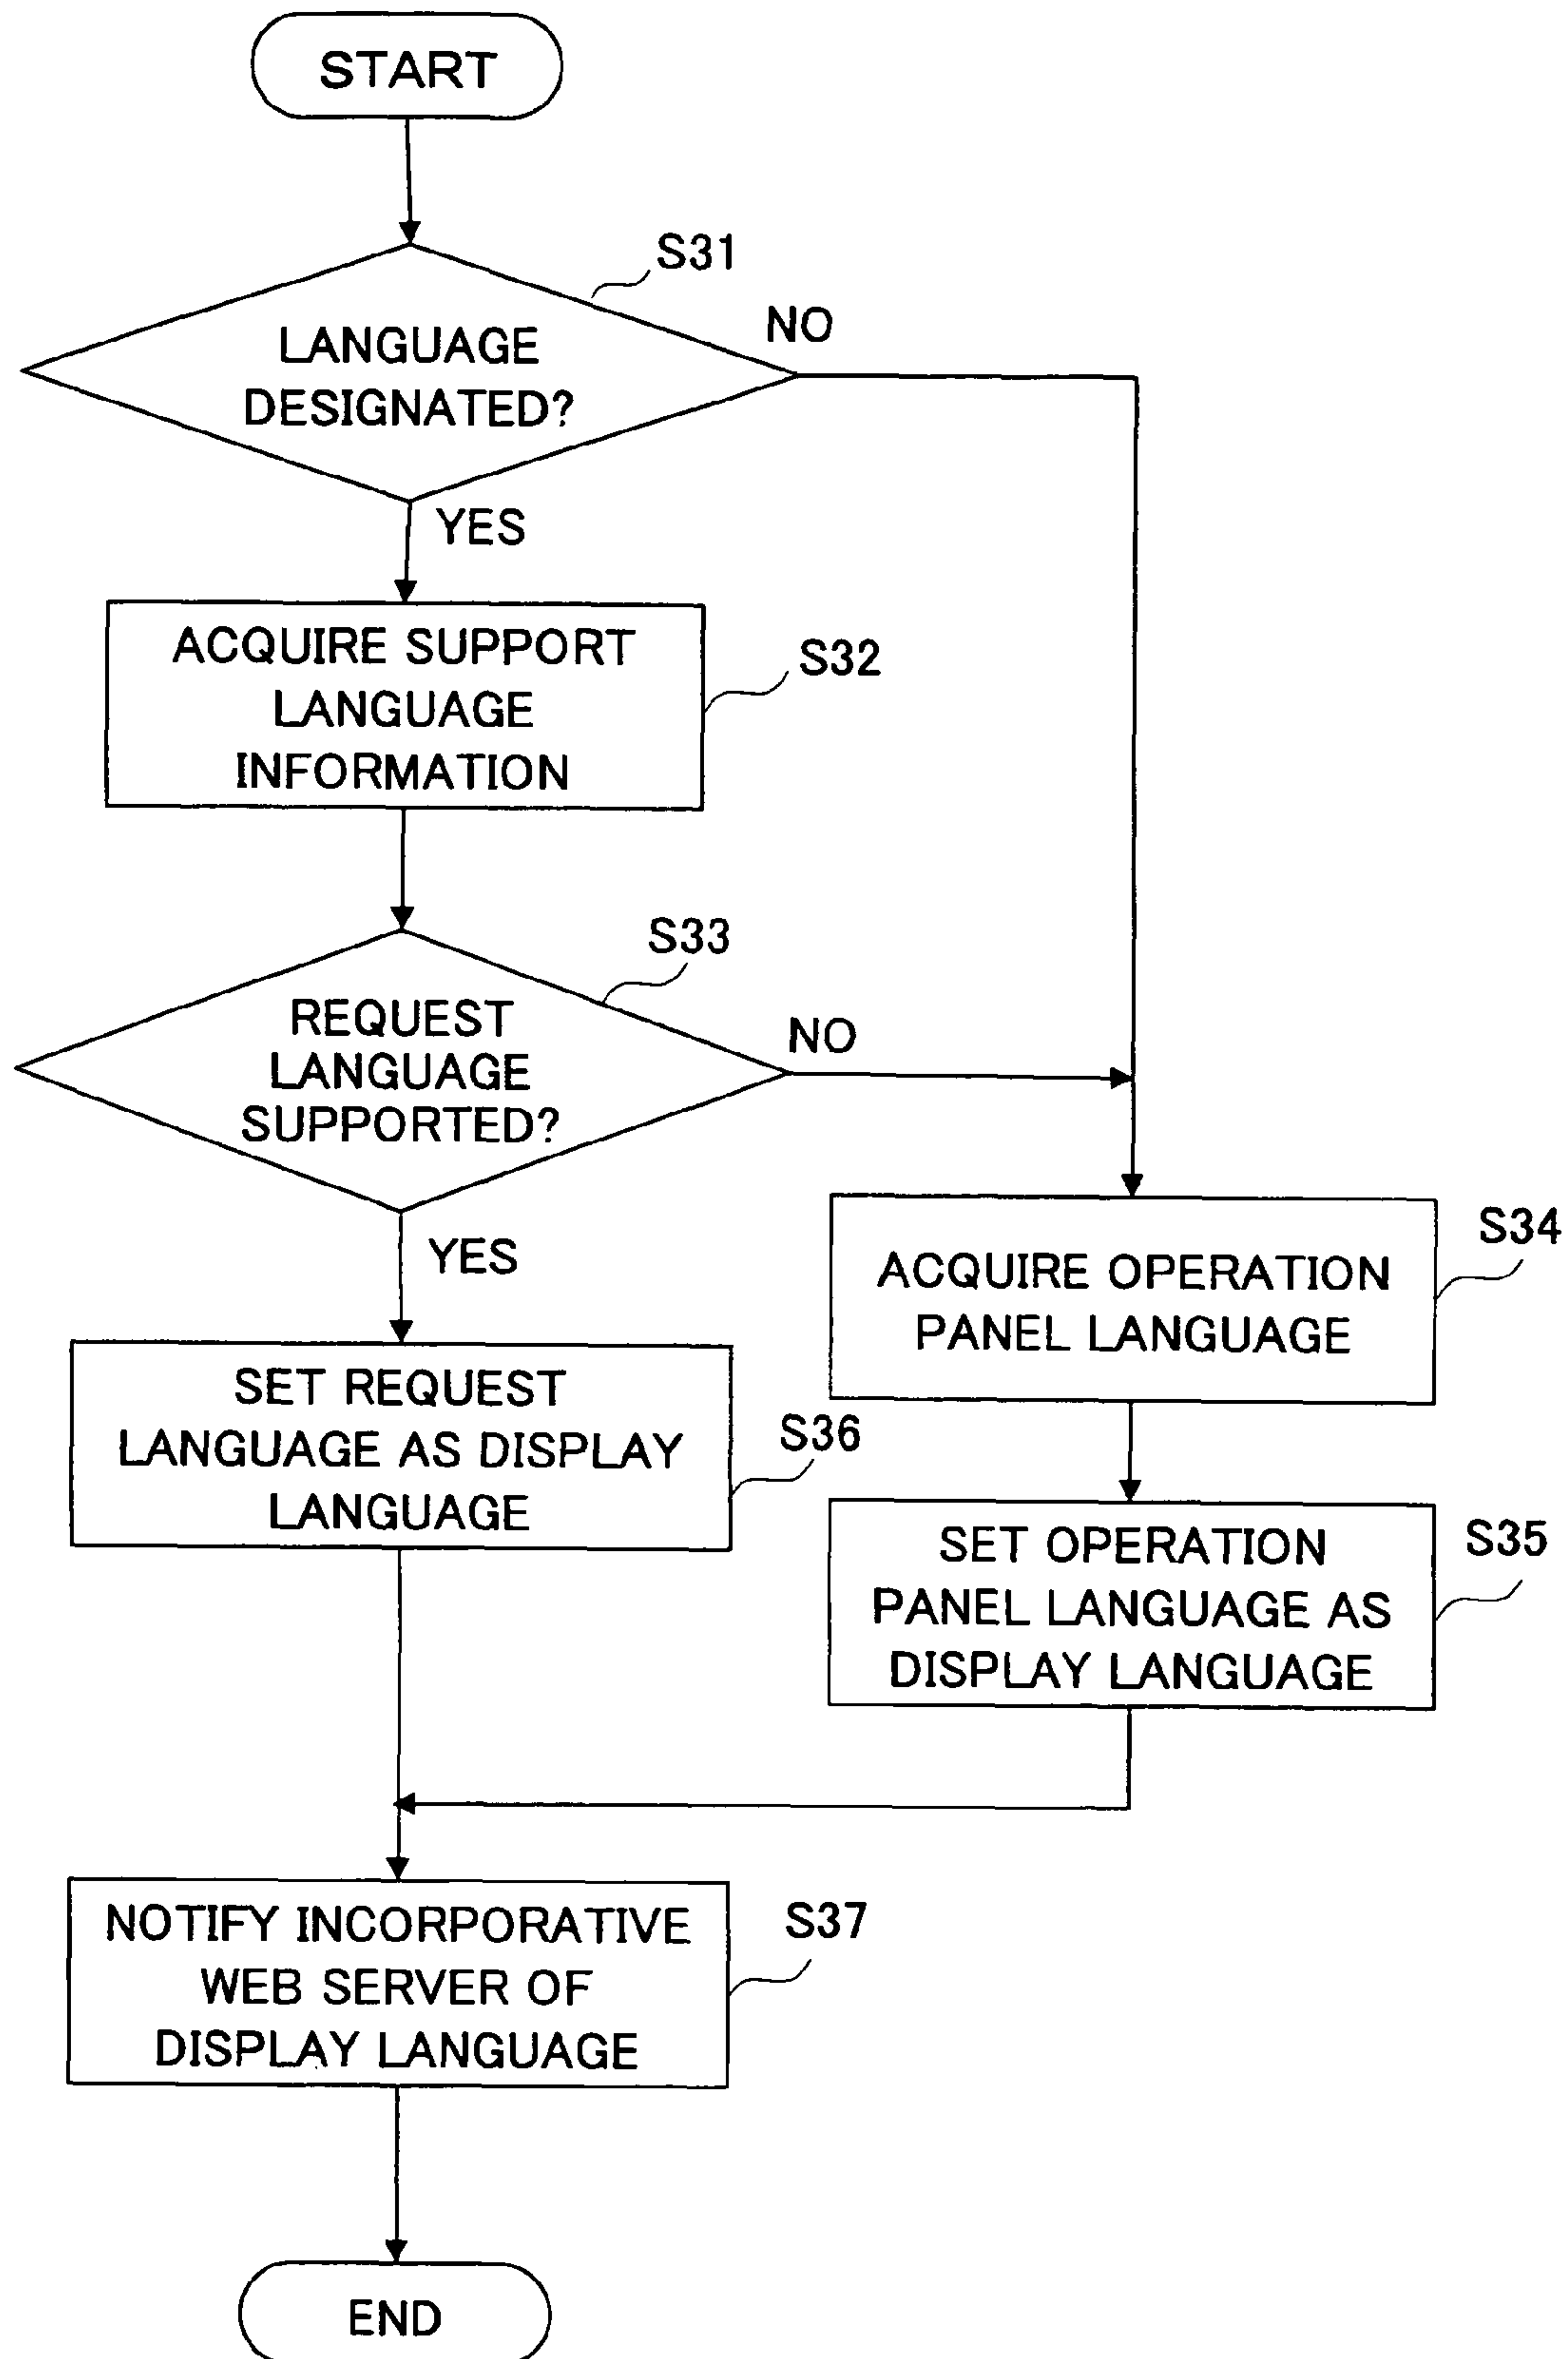 START
S31
NO
LANGUAGE
DESIGNATED?
YES
ACQUIRE SUPPORT
LANGUAGE
INFORMATION
S32
S33
REQUEST
LANGUAGE
SUPPORTED?
NO
YES
S34
ACQUIRE OPERATION
PANEL LANGUAGE
SET REQUEST
LANGUAGE AS DISPLAY
LANGUAGE
S36
S35
SET OPERATION
PANEL LANGUAGE AS
DISPLAY LANGUAGE
NOTIFY INCORPORATIVE
WEB SERVER OF
DISPLAY LANGUAGE
S37
END